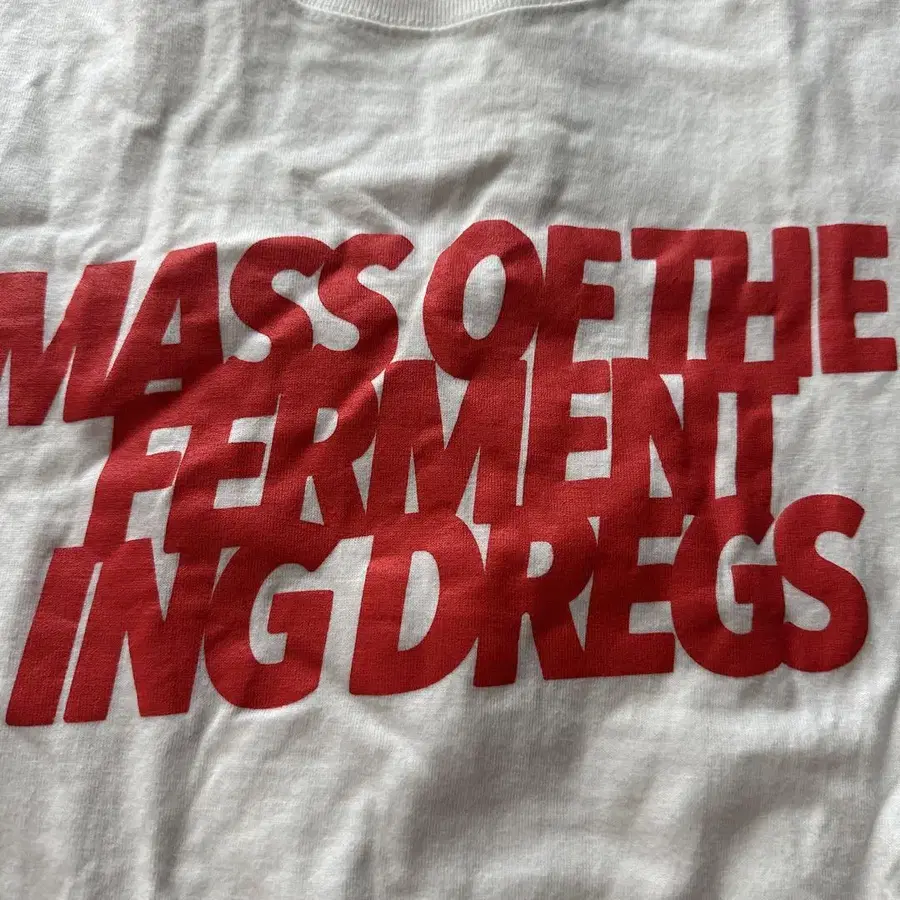 MASS OF THE
FERMENT
ING DREGS